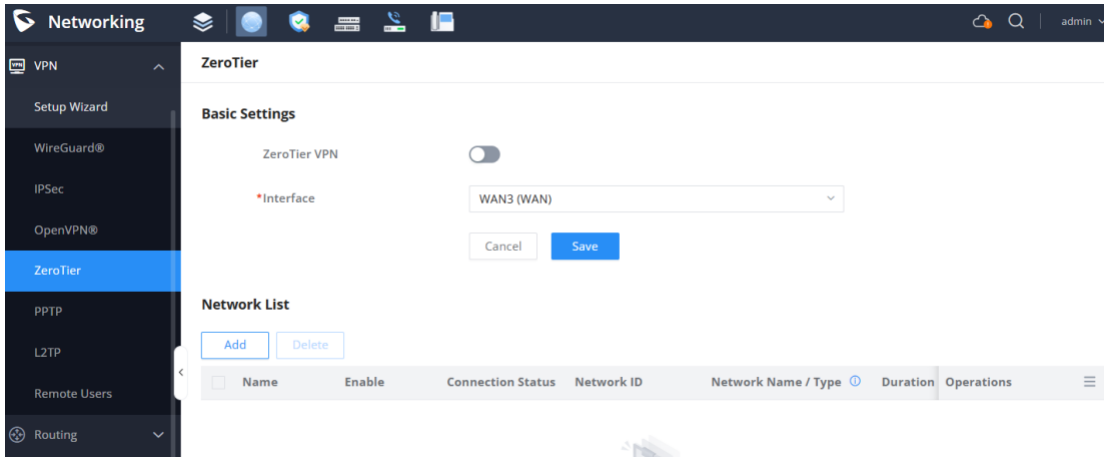 Networking
admin
VPN
ZeroTier
Setup Wizard
Basic Settings
WireGuard®
ZeroTier VPN
IPSec
*Interface
WAN3 (WAN)
OpenVPN®
Cancel
Save
ZeroTier
Network List
PPTP
Add
Delete
L2TP
Name Enable Connection Status Network ID Network Name / Type Duration Operations
Remote Users
Routing